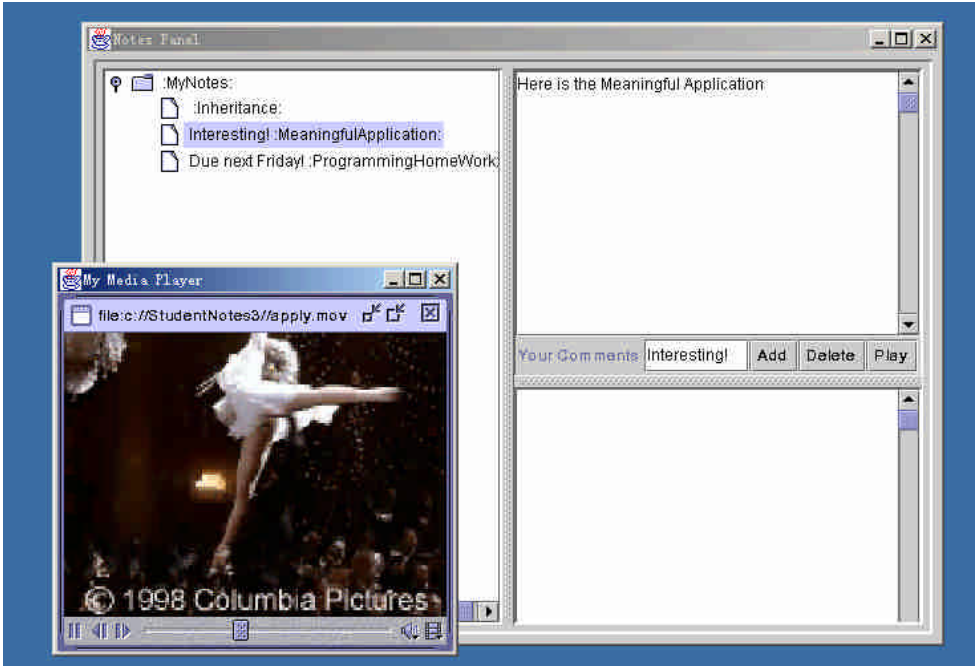 Notes Panel
:MyNotes:
:Inheritance:
Interesting! :MeaningfulApplication:
Due next Friday! :ProgrammingHomeWork:
Here is the Meaningful Application
Your Comments Interesting! Add Delete Play
My Media Player
file:c://StudentNotes3//apply.mov
© 1998 Columbia Pictures